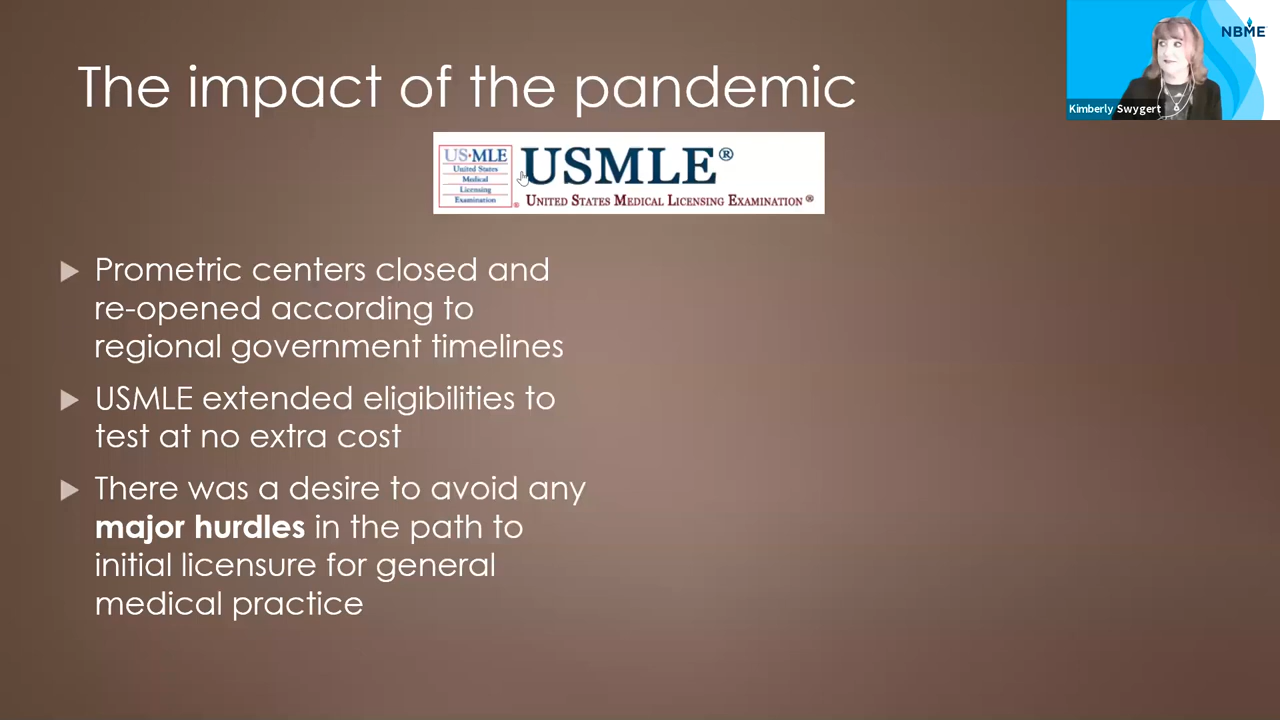 The impact of the pandemic
NBME
Kimberly Swygert
US·MLE
United States
Medical
Licensing
Examination
®
USMLE®
UNITED STATES MEDICAL LICENSING EXAMINATION ®
Prometric centers closed and
re-opened according to
regional government timelines
USMLE extended eligibilities to
test at no extra cost
There was a desire to avoid any
major hurdles in the path to
initial licensure for general
medical practice